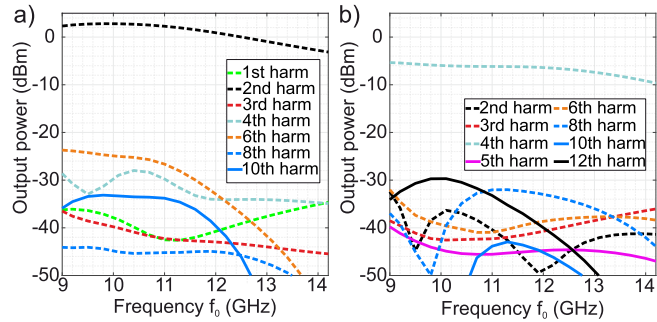 a)
Output power (dBm)
0
-10
-20
-30
-40
-50
1st harm
2nd harm
3rd harm
4th harm
6th harm
8th harm
10th harm
9 10 11 12 13 14
Frequency f₀ (GHz)
b)
Output power (dBm)
0
-10
-20
-30
-40
-50
2nd harm 6th harm
3rd harm 8th harm
4th harm 10th harm
5th harm 12th harm
9 10 11 12 13 14
Frequency f₀ (GHz)